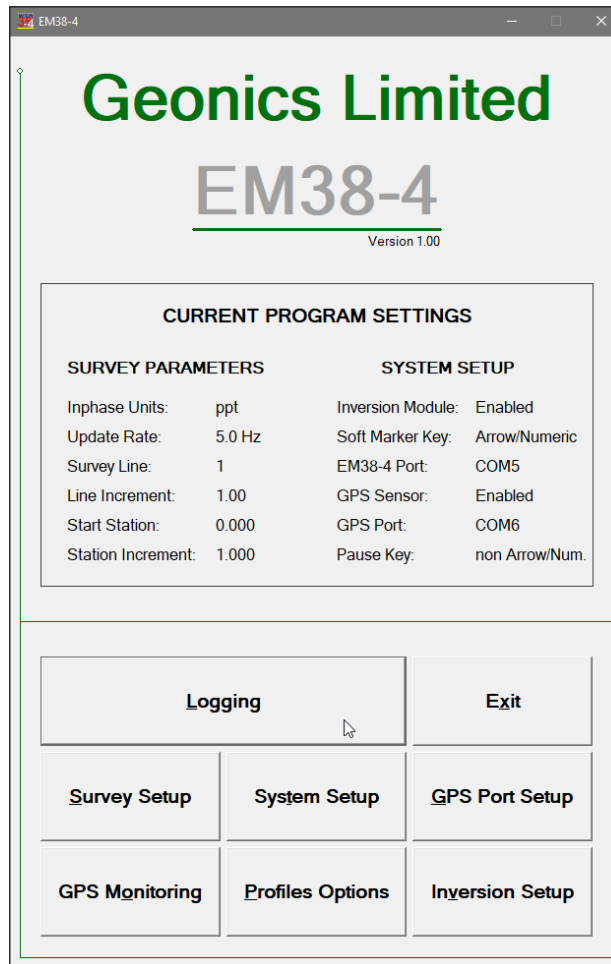 EM38-4
Geonics Limited
EM38-4
Version 1.00
CURRENT PROGRAM SETTINGS
SURVEY PARAMETERS
Inphase Units: ppt
Update Rate: 5.0 Hz
Survey Line: 1
Line Increment: 1.00
Start Station: 0.000
Station Increment: 1.000
SYSTEM SETUP
Inversion Module: Enabled
Soft Marker Key: Arrow/Numeric
EM38-4 Port: COM5
GPS Sensor: Enabled
GPS Port: COM6
Pause Key: non Arrow/Num.
Logging
Exit
Survey Setup
System Setup
GPS Port Setup
GPS Monitoring
Profiles Options
Inversion Setup